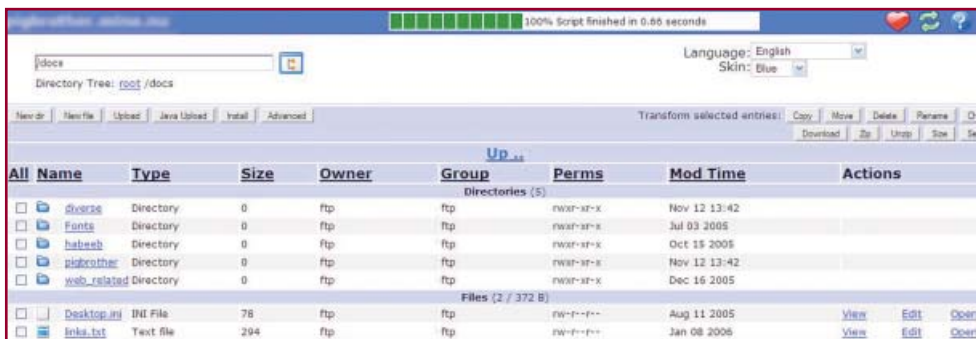 100% Script finished in 0.66 seconds
/docs
Language: English
Skin: Blue
Directory Tree: root /docs
New dir New file Upload Java Upload Install Advanced Transform selected entries: Copy Move Delete Rename
Download Zip Unzip Size
Up ..
All Name Type Size Owner Group Perms Mod Time Actions
Directories (5)
diverse Directory 0 ftp ftp rwxr-xr-x Nov 12 13:42
Fonts Directory 0 ftp ftp rwxr-xr-x Jul 03 2005
habeeb Directory 0 ftp ftp rwxr-xr-x Oct 15 2005
pigbrother Directory 0 ftp ftp rwxr-xr-x Nov 12 13:42
web_related Directory 0 ftp ftp rwxr-xr-x Dec 16 2005
Files (2 / 372 B)
Desktop.ini INI File 78 ftp ftp rw-r--r-- Aug 11 2005 View Edit Open
links.txt Text file 294 ftp ftp rw-r--r-- Jan 08 2006 View Edit Open